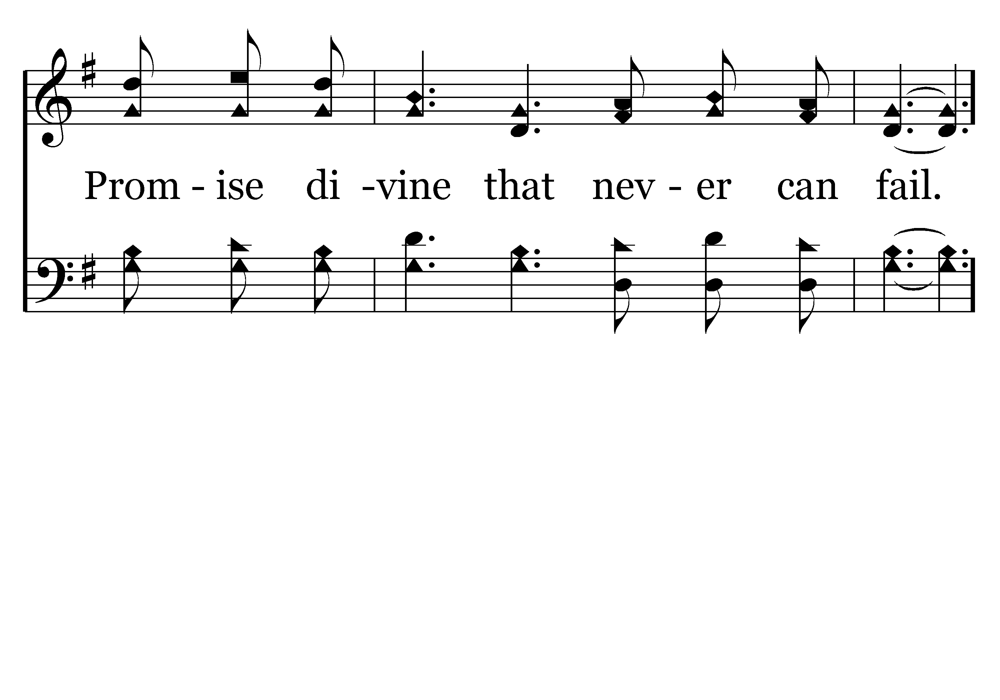 Prom - ise di -vine that nev - er can fail.